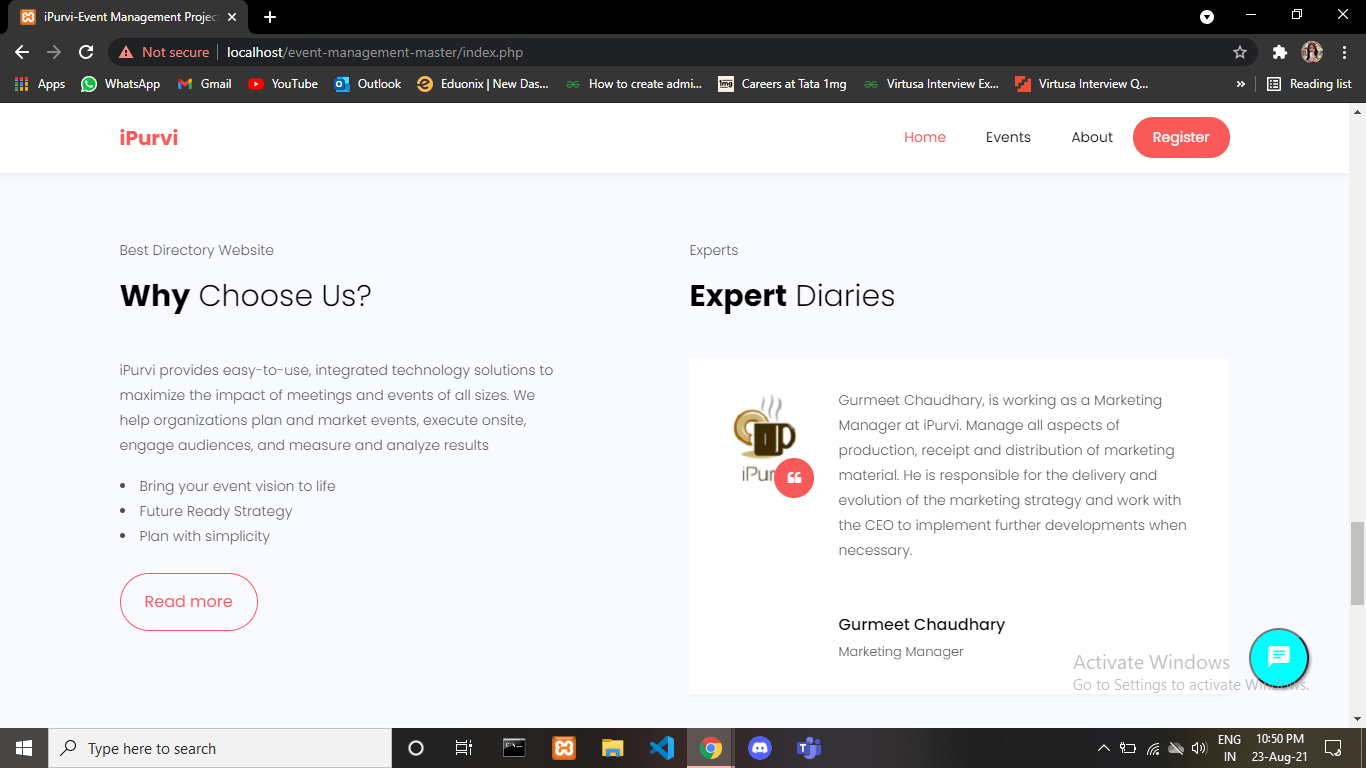 iPurvi-Event Management Projec
Not secure
localhost/event-management-master/index.php
Apps WhatsApp Gmail YouTube Outlook Eduonix | New Das... How to create admi... Careers at Tata 1mg Virtusa Interview Ex... Virtusa Interview Q... » Reading list
iPurvi
Home Events About Register
Best Directory Website
Why Choose Us?
iPurvi provides easy-to-use, integrated technology solutions to
maximize the impact of meetings and events of all sizes. We
help organizations plan and market events, execute onsite,
engage audiences, and measure and analyze results
Bring your event vision to life
Future Ready Strategy
Plan with simplicity
Read more
Experts
Expert Diaries
Gurmeet Chaudhary, is working as a Marketing
Manager at iPurvi. Manage all aspects of
production, receipt and distribution of marketing
material. He is responsible for the delivery and
evolution of the marketing strategy and work with
the CEO to implement further developments when
necessary.
Gurmeet Chaudhary
Marketing Manager
Activate Windows
Go to Settings to activate Windows.
Type here to search
ENG
IN
10:50 PM
23-Aug-21